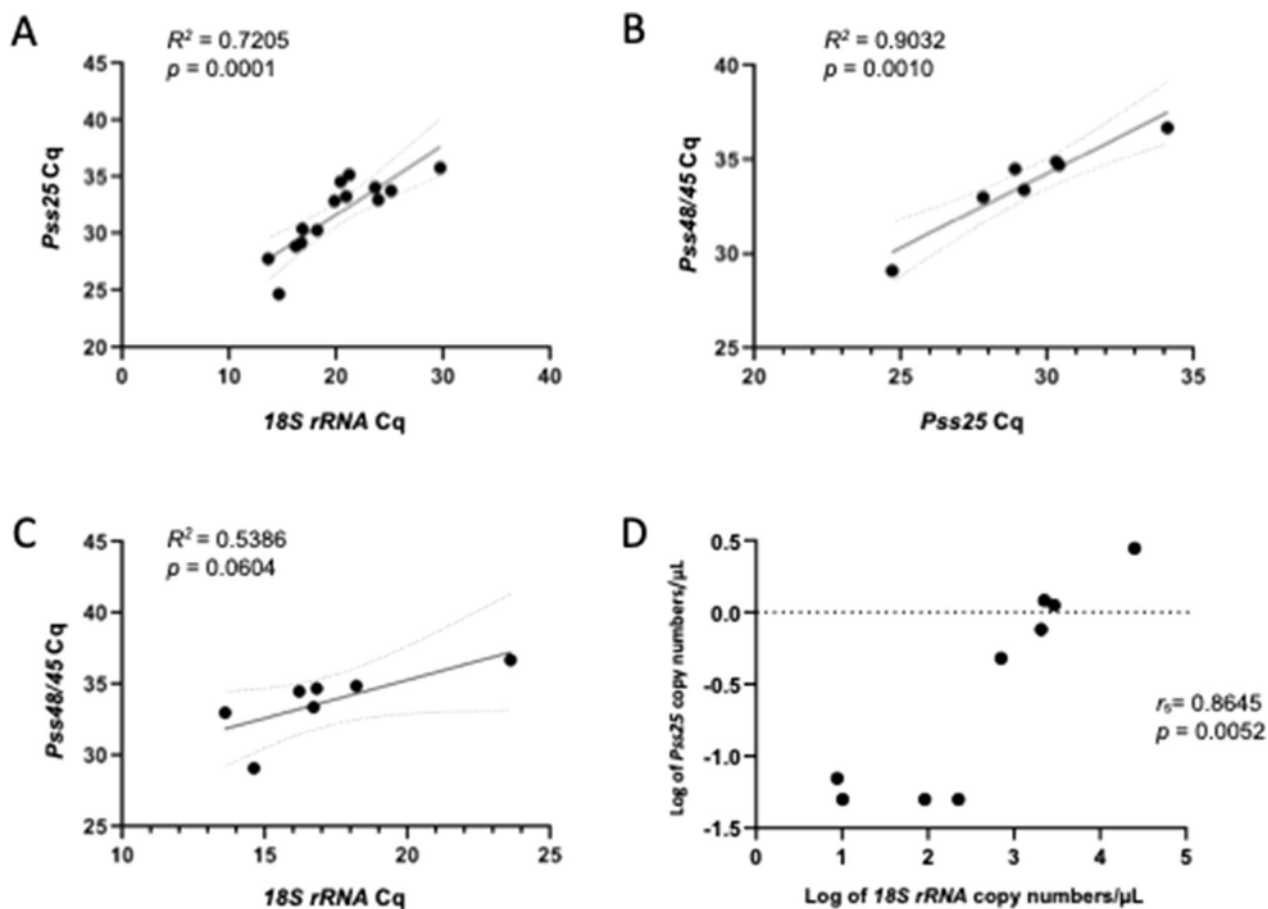 A
R² = 0.7205
p = 0.0001
Pss25 Cq
45
40
35
30
25
20
0 10 20 30 40
18S rRNA Cq
B
R² = 0.9032
p = 0.0010
Pss48/45 Cq
40
35
30
25
20 25 30 35
Pss25 Cq
C
R² = 0.5386
p = 0.0604
Pss48/45 Cq
45
40
35
30
25
10 15 20 25
18S rRNA Cq
D
Log of Pss25 copy numbers/µL
0.5
0.0
-0.5
-1.0
-1.5
rs= 0.8645
p = 0.0052
0 1 2 3 4 5
Log of 18S rRNA copy numbers/µL